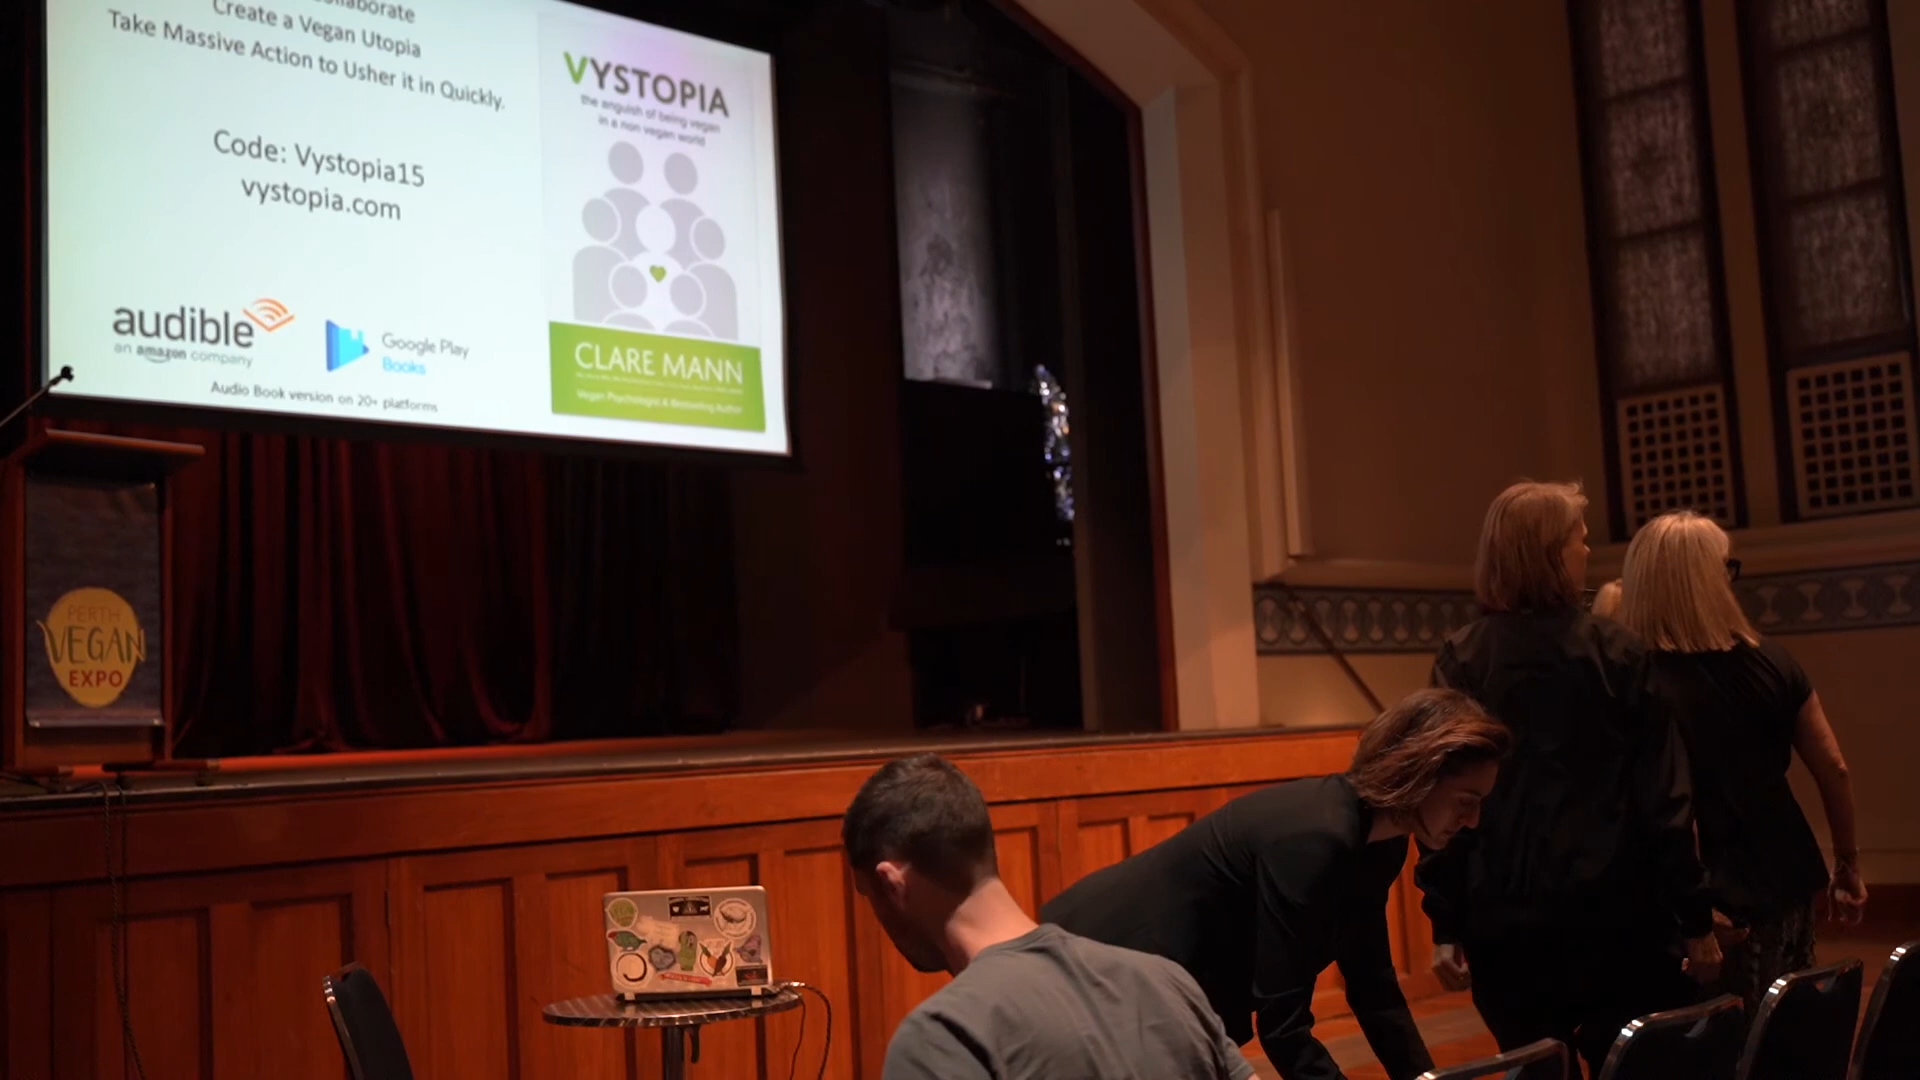 Create a Vegan Utopia
Take Massive Action to Usher it in Quickly.
Code: Vystopia15
vystopia.com
audible
an amazon company
Google Play
Books
Audio Book version on 20+ platforms
VYSTOPIA
the anguish of being vegan
in a non vegan world
CLARE MANN
Vegan Psychologist & Bestselling Author
PERTH
VEGAN
EXPO